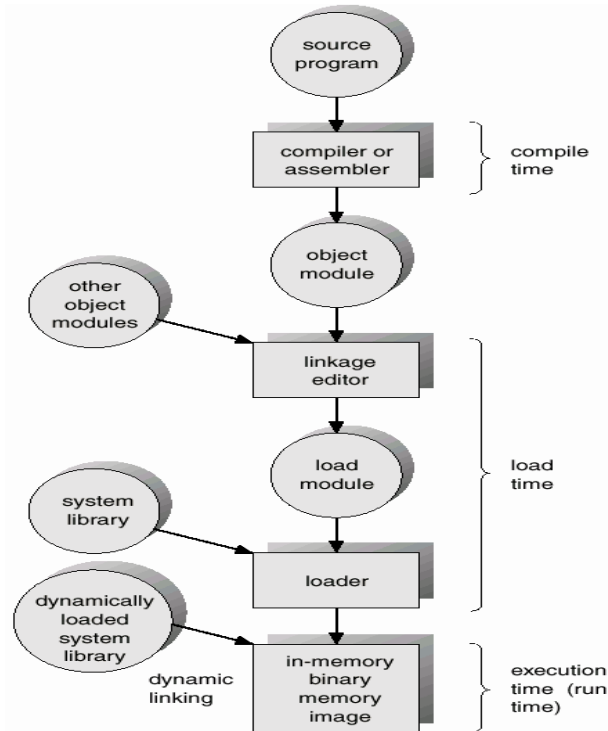 source
program
compiler or
assembler
compile
time
object
module
other
object
modules
linkage
editor
load
module
load
time
system
library
loader
dynamically
loaded
system
library
dynamic
linking
in-memory
binary
memory
image
execution
time (run
time)